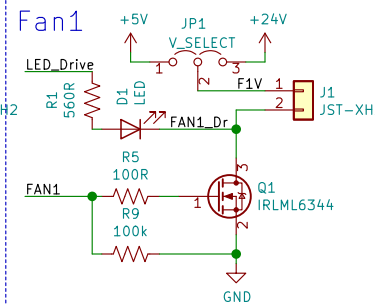 Fan1
+5V
JP1
+24V
V_SELECT
1
3
2
LED_Drive
F1V
1
J1
2
JST-XH
R1
560R
D1
LED
H2
FAN1_Dr
R5
100R
3
FAN1
1
Q1
IRLML6344
R9
100k
2
GND